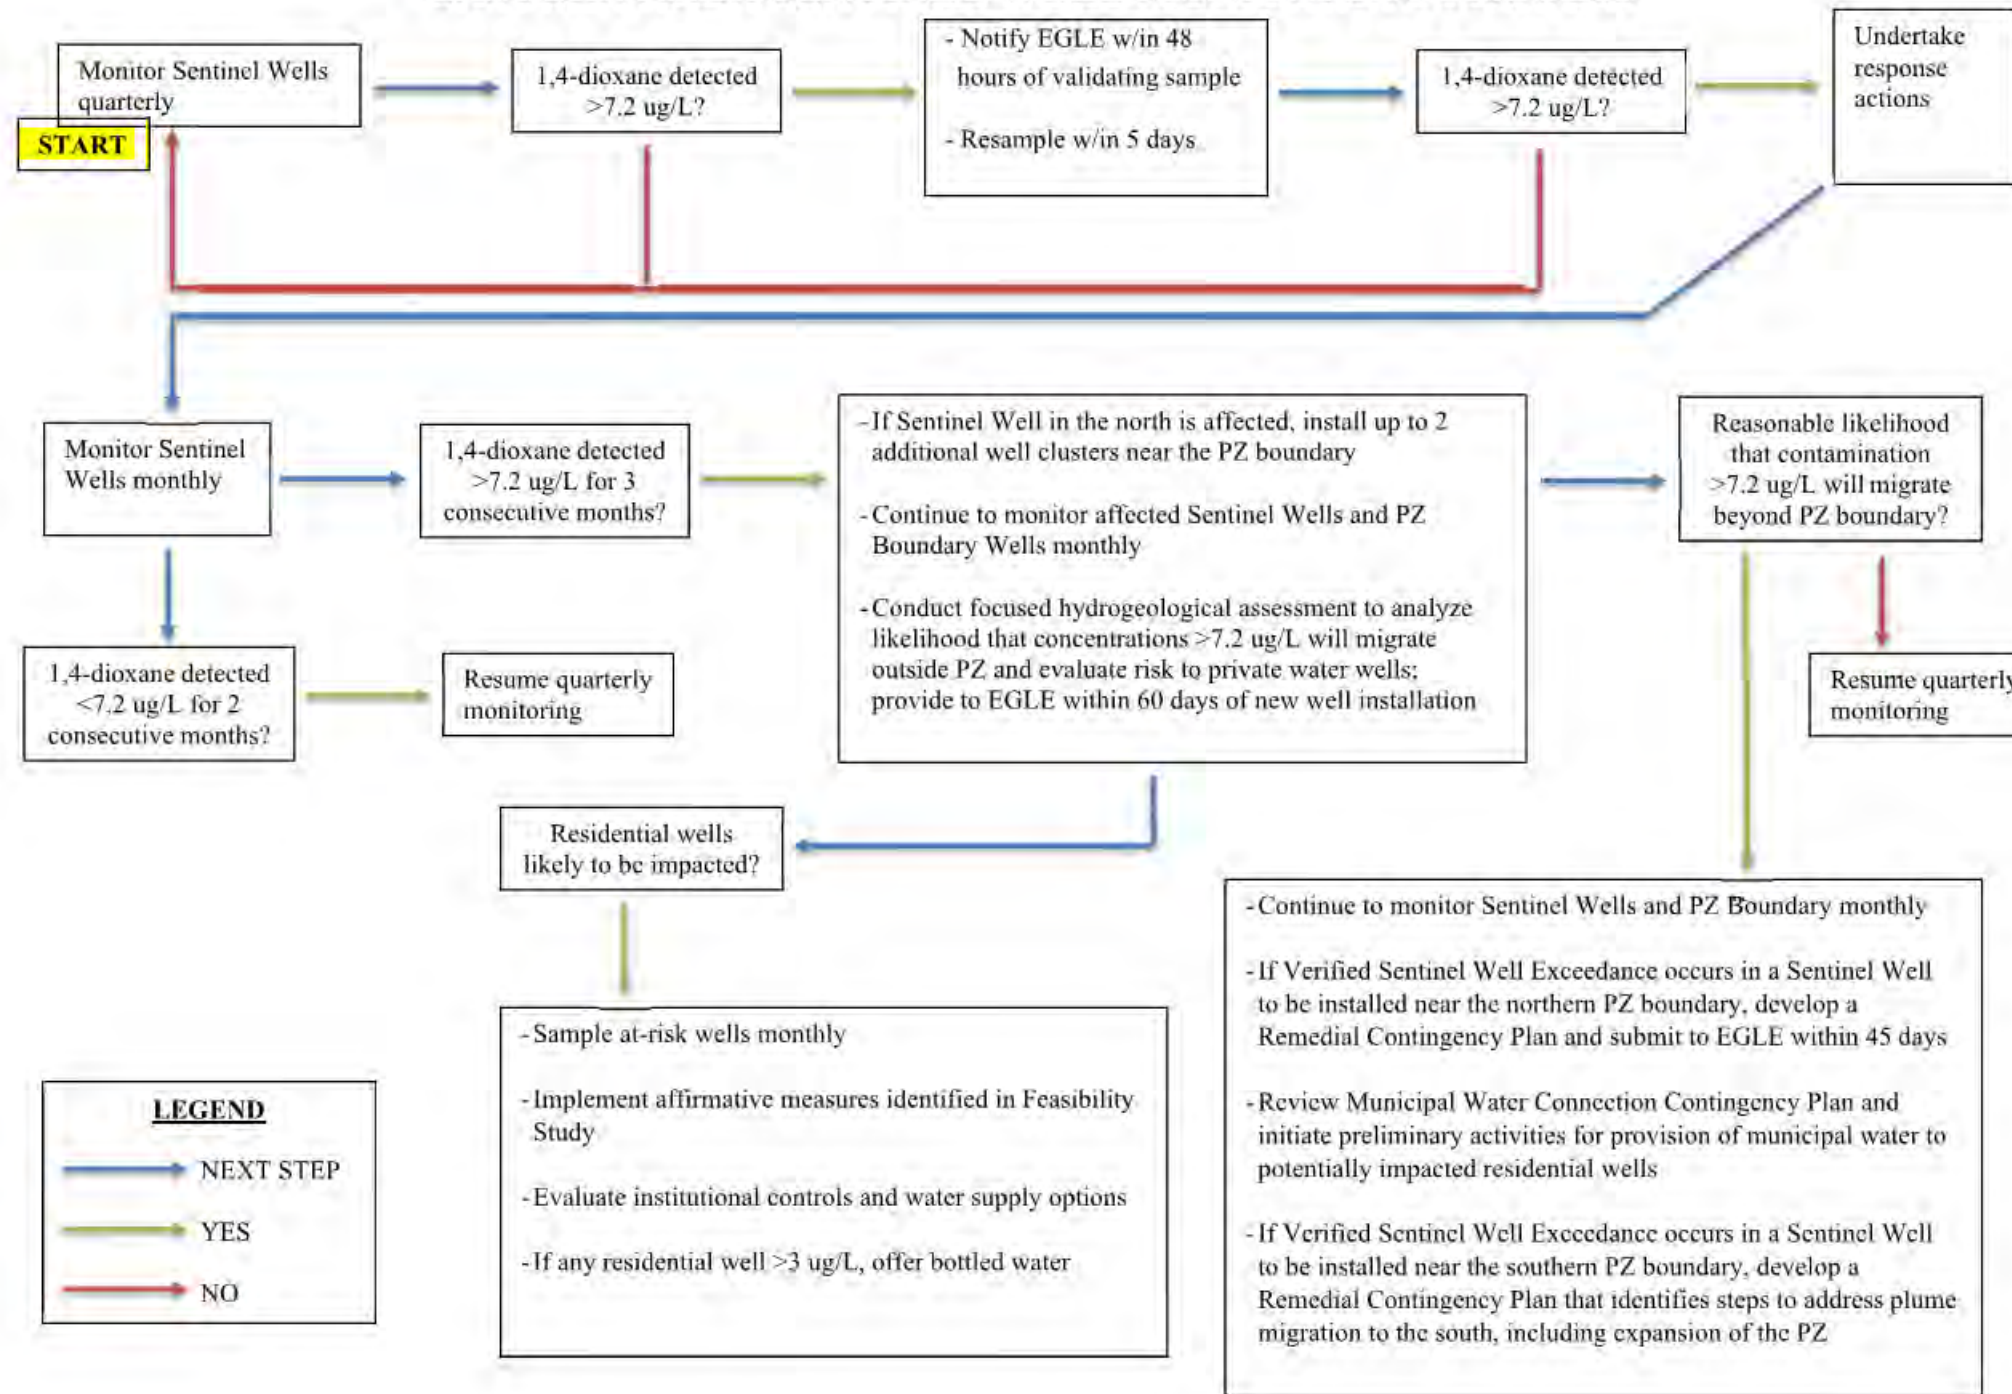 Monitor Sentinel Wells
quarterly
START
1,4-dioxane detected
>7.2 ug/L?
- Notify EGLE w/in 48
hours of validating sample
- Resample w/in 5 days
1,4-dioxane detected
>7.2 ug/L?
Undertake
response
actions
Monitor Sentinel
Wells monthly
1,4-dioxane detected
>7.2 ug/L for 3
consecutive months?
-If Sentinel Well in the north is affected, install up to 2
additional well clusters near the PZ boundary
-Continue to monitor affected Sentinel Wells and PZ
Boundary Wells monthly
-Conduct focused hydrogeological assessment to analyze
likelihood that concentrations >7.2 ug/L will migrate
outside PZ and evaluate risk to private water wells;
provide to EGLE within 60 days of new well installation
Reasonable likelihood
that contamination
>7.2 ug/L will migrate
beyond PZ boundary?
1,4-dioxane detected
<7.2 ug/L for 2
consecutive months?
Resume quarterly
monitoring
Resume quarterly
monitoring
Residential wells
likely to be impacted?
-Sample at-risk wells monthly
-Implement affirmative measures identified in Feasibility
Study
-Evaluate institutional controls and water supply options
-If any residential well >3 ug/L, offer bottled water
-Continue to monitor Sentinel Wells and PZ Boundary monthly
-If Verified Sentinel Well Exceedance occurs in a Sentinel Well
to be installed near the northern PZ boundary, develop a
Remedial Contingency Plan and submit to EGLE within 45 days
-Review Municipal Water Connection Contingency Plan and
initiate preliminary activities for provision of municipal water to
potentially impacted residential wells
-If Verified Sentinel Well Exceedance occurs in a Sentinel Well
to be installed near the southern PZ boundary, develop a
Remedial Contingency Plan that identifies steps to address plume
migration to the south, including expansion of the PZ
LEGEND
NEXT STEP
YES
NO